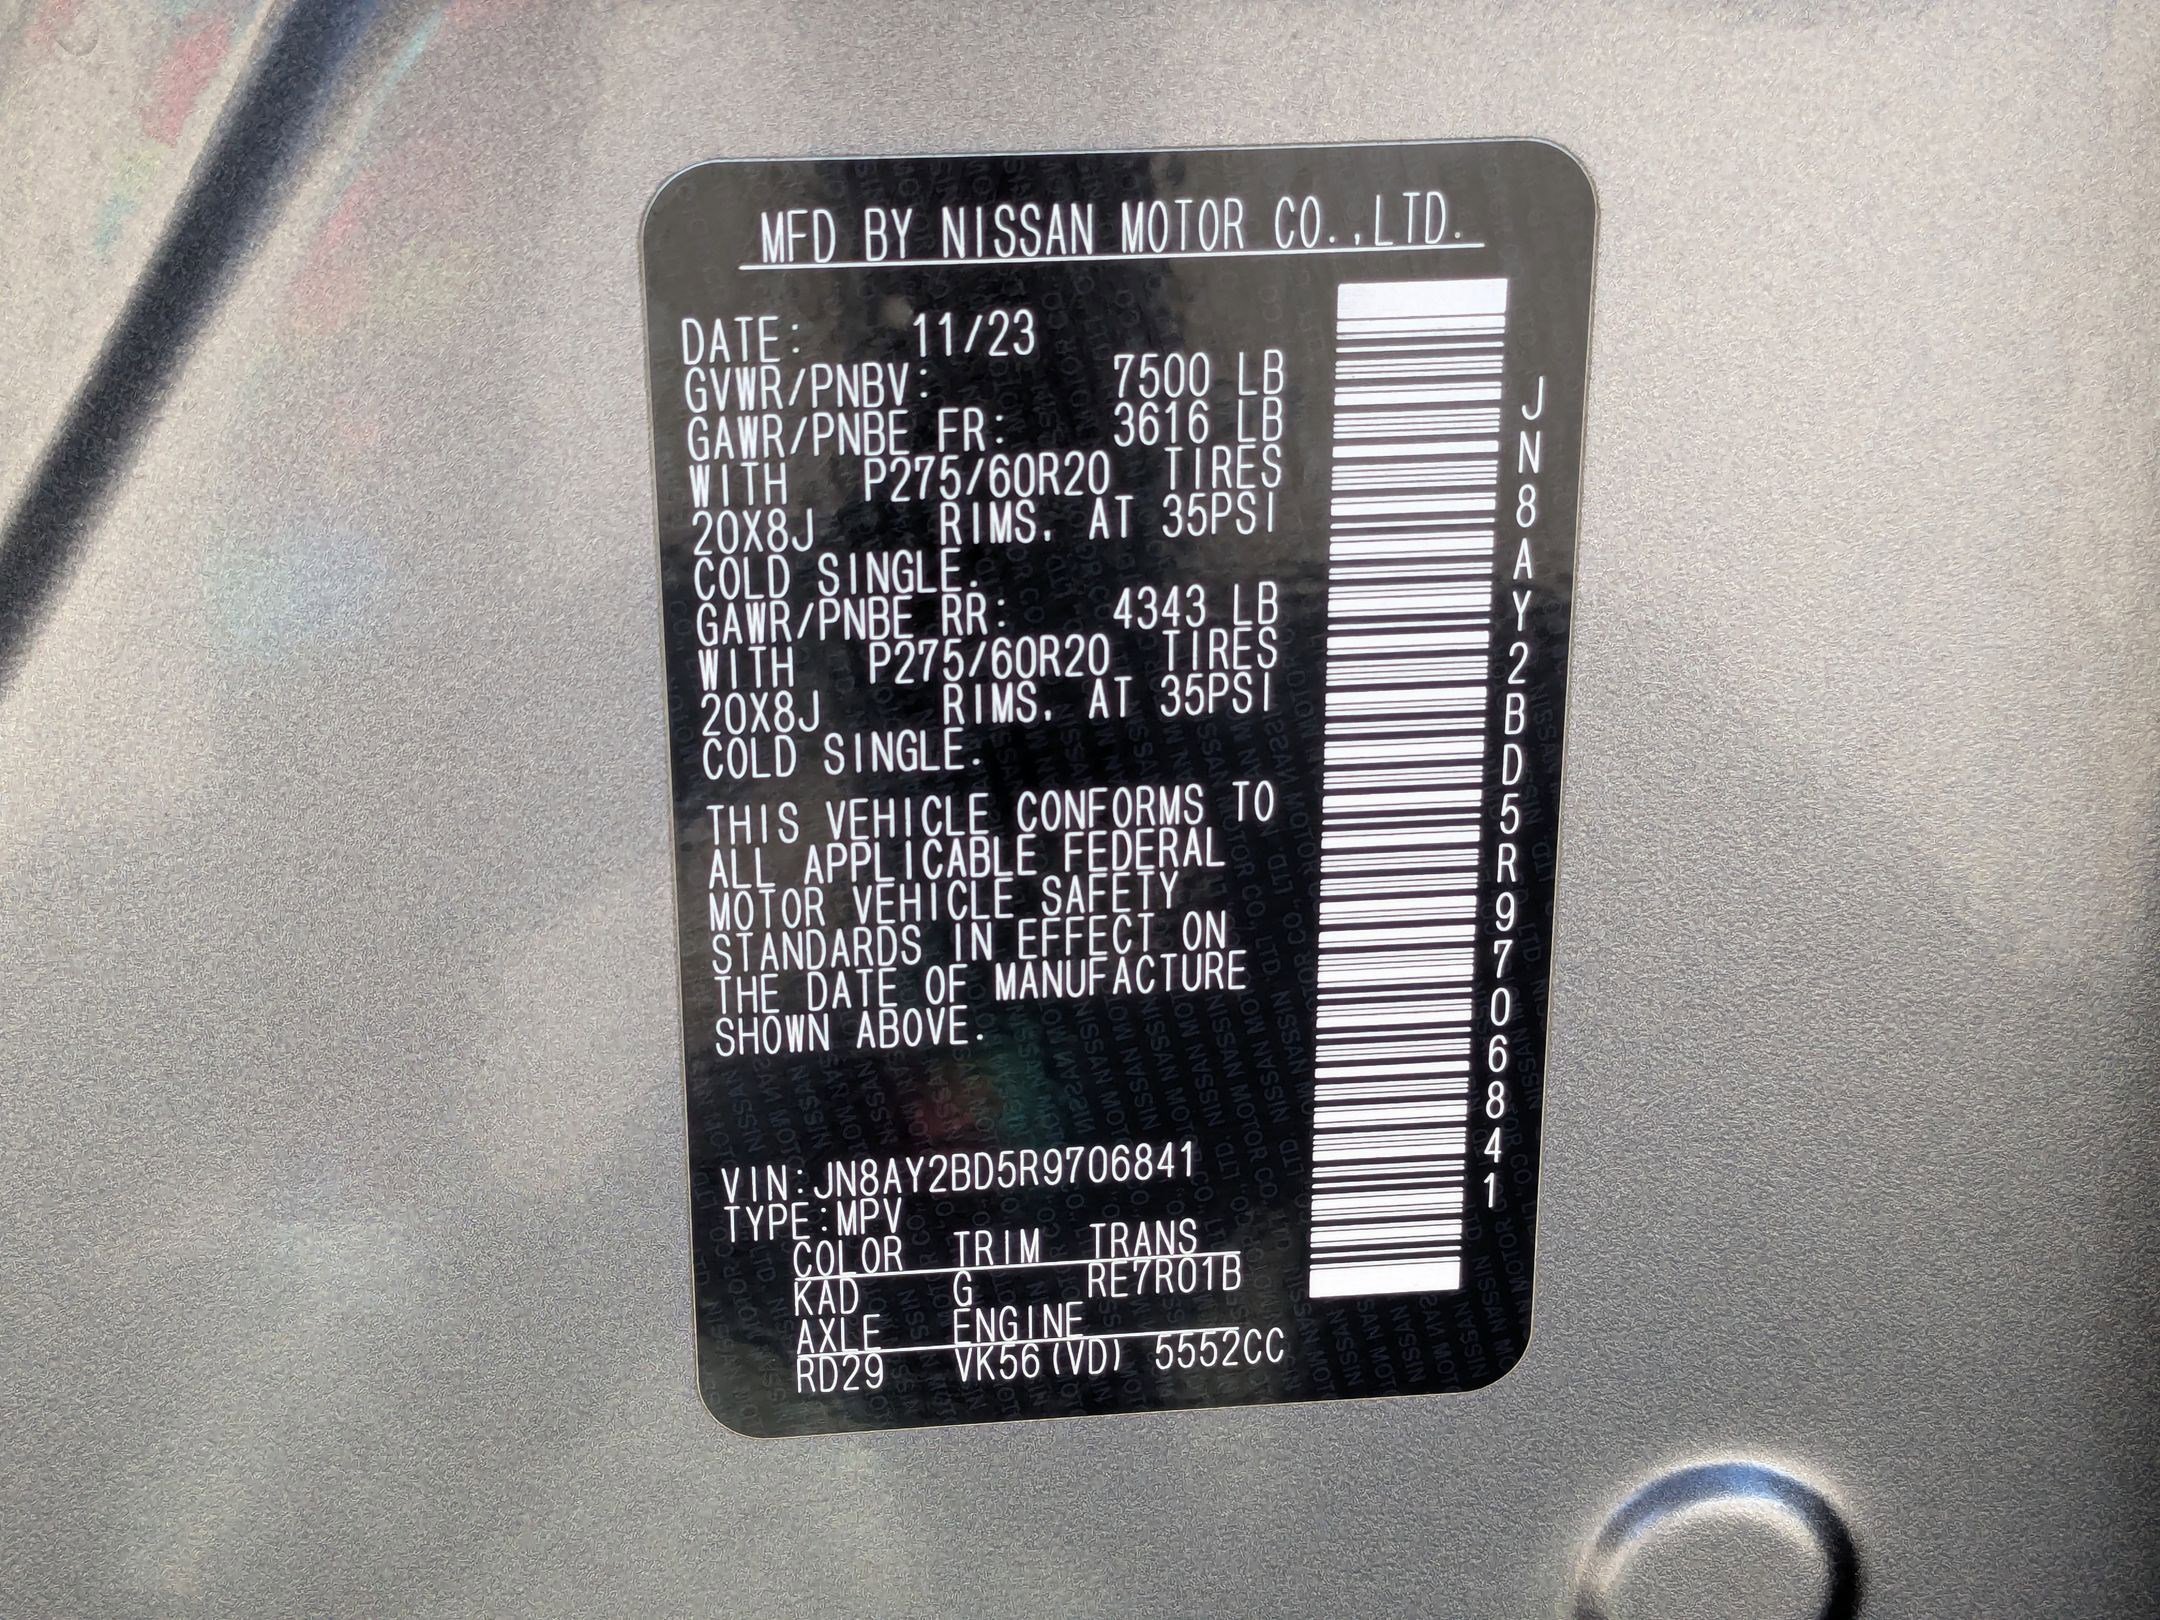 MFD BY NISSAN MOTOR CO.,LTD.
DATE: 11/23
GVWR/PNBV: 7500 LB
GAWR/PNBE FR: 3616 LB
WITH P275/60R20 TIRES
20X8J RIMS, AT 35PSI
COLD SINGLE.
GAWR/PNBE RR: 4343 LB
WITH P275/60R20 TIRES
20X8J RIMS, AT 35PSI
COLD SINGLE.
THIS VEHICLE CONFORMS TO
ALL APPLICABLE FEDERAL
MOTOR VEHICLE SAFETY
STANDARDS IN EFFECT ON
THE DATE OF MANUFACTURE
SHOWN ABOVE.
VIN:JN8AY2BD5R9706841
TYPE:MPV
COLOR TRIM TRANS
KAD G RE7R01B
AXLE ENGINE
RD29 VK56(VD) 5552CC
JN8AY2BD5R9706841